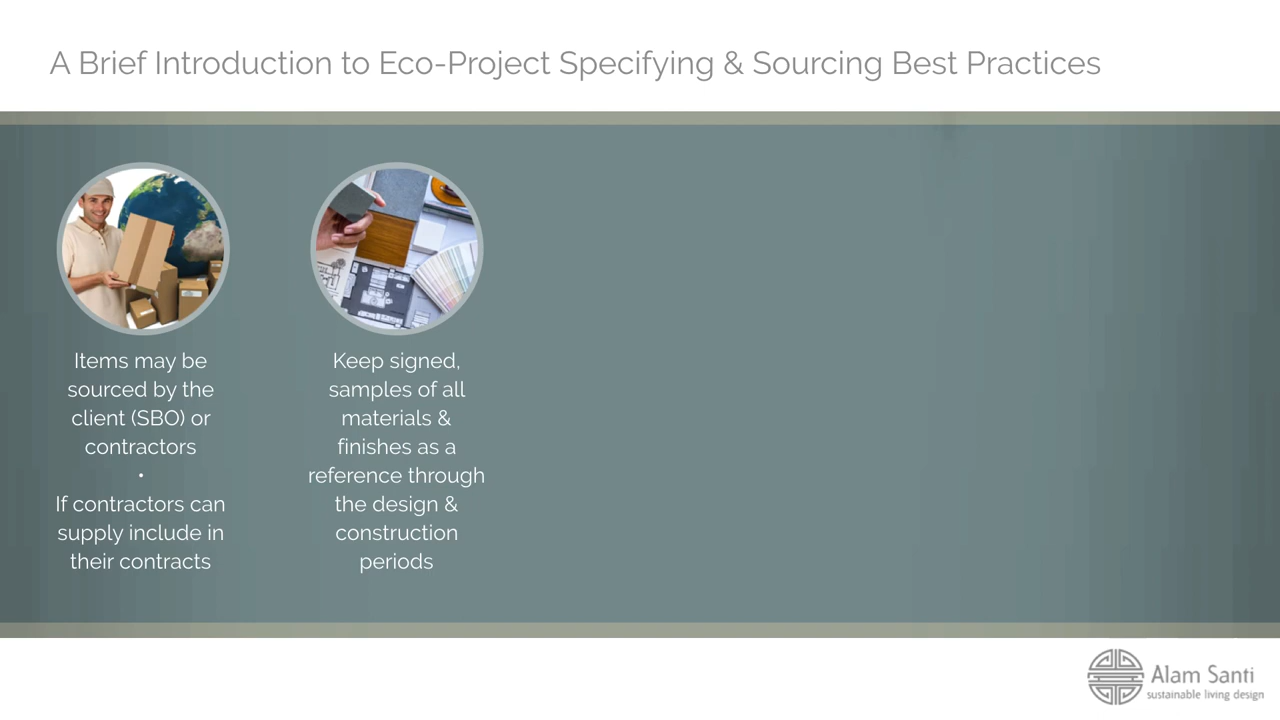 A Brief Introduction to Eco-Project Specifying & Sourcing Best Practices
Items may be
sourced by the
client (SBO) or
contractors
•
If contractors can
supply include in
their contracts
Keep signed,
samples of all
materials &
finishes as a
reference through
the design &
construction
periods
Alam Santi
sustainable living design